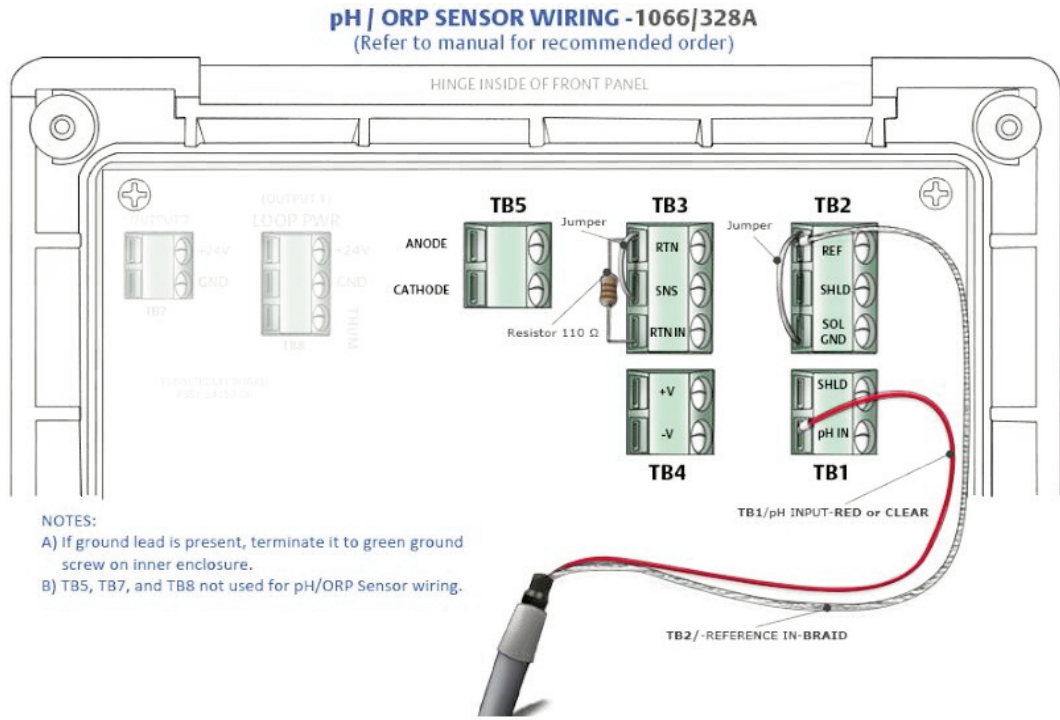 pH / ORP SENSOR WIRING -1066/328A
(Refer to manual for recommended order)
HINGE INSIDE OF FRONT PANEL
(OUTPUT 1)
LOOP PWR
+24V
GND
TB7
+24V
GND
THUM
TB8
TB5
ANODE
CATHODE
TB3
Jumper
RTN
SNS
RTN IN
Resistor 110 Ω
TB2
Jumper
REF
SHLD
SOL
GND
+V
-V
TB4
SHLD
pH IN
TB1
TB1/pH INPUT-RED or CLEAR
TB2/-REFERENCE IN-BRAID
NOTES:
A) If ground lead is present, terminate it to green ground
screw on inner enclosure.
B) TB5, TB7, and TB8 not used for pH/ORP Sensor wiring.